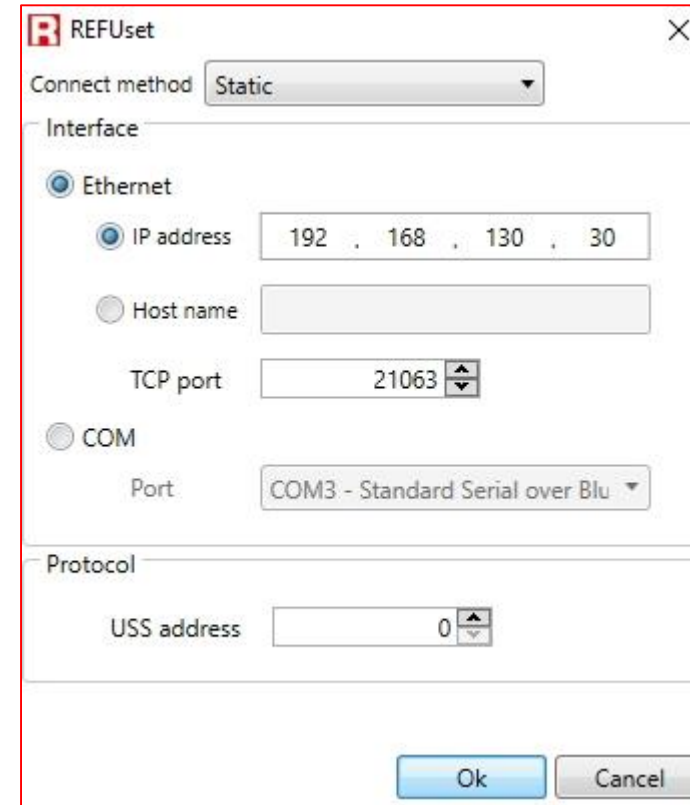 REFUset
Connect method Static
Interface
Ethernet
IP address 192 . 168 . 130 . 30
Host name
TCP port 21063
COM
Port COM3 - Standard Serial over Blu
Protocol
USS address 0
Ok Cancel